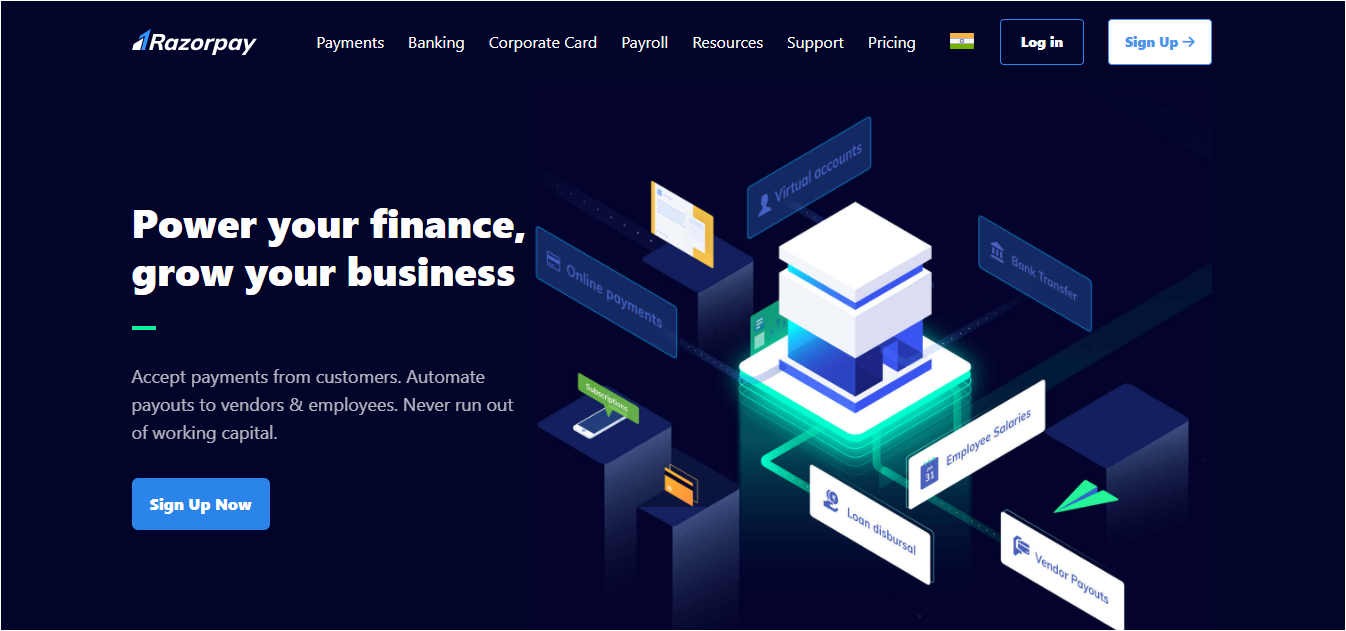 Razorpay
Payments
Banking
Corporate Card
Payroll
Resources
Support
Pricing
Log in
Sign Up →
Power your finance,
grow your business
Accept payments from customers. Automate
payouts to vendors & employees. Never run out
of working capital.
Sign Up Now
Virtual accounts
Online payments
Bank Transfer
Subscriptions
Employee Salaries
31
Loan disbursal
Vendor Payouts